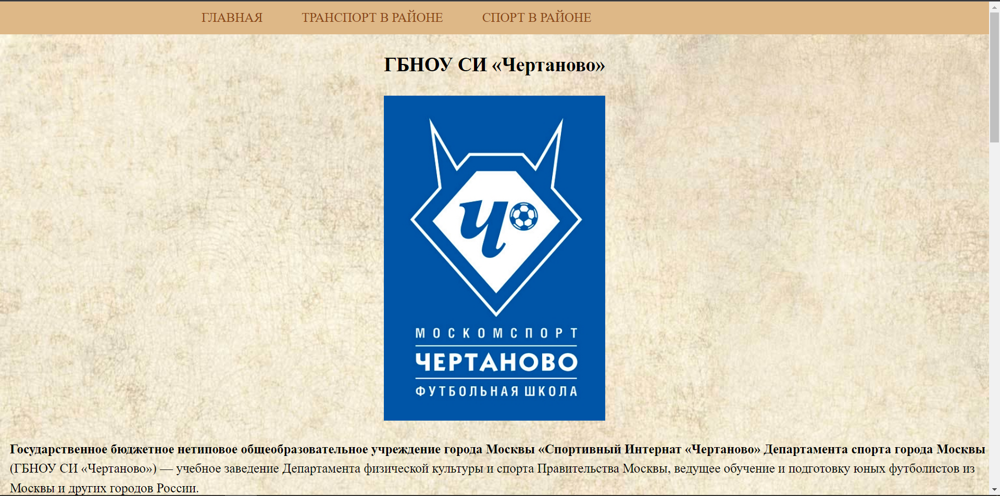 ГЛАВНАЯ ТРАНСПОРТ В РАЙОНЕ СПОРТ В РАЙОНЕ
ГБНОУ СИ «Чертаново»
Ч
МОСКОМСПОРТ
ЧЕРТАНОВО
ФУТБОЛЬНАЯ ШКОЛА
Государственное бюджетное нетиповое общеобразовательное учреждение города Москвы «Спортивный Интернат «Чертаново» Департамента спорта города Москвы
(ГБНОУ СИ «Чертаново») — учебное заведение Департамента физической культуры и спорта Правительства Москвы, ведущее обучение и подготовку юных футболистов из
Москвы и других городов России.